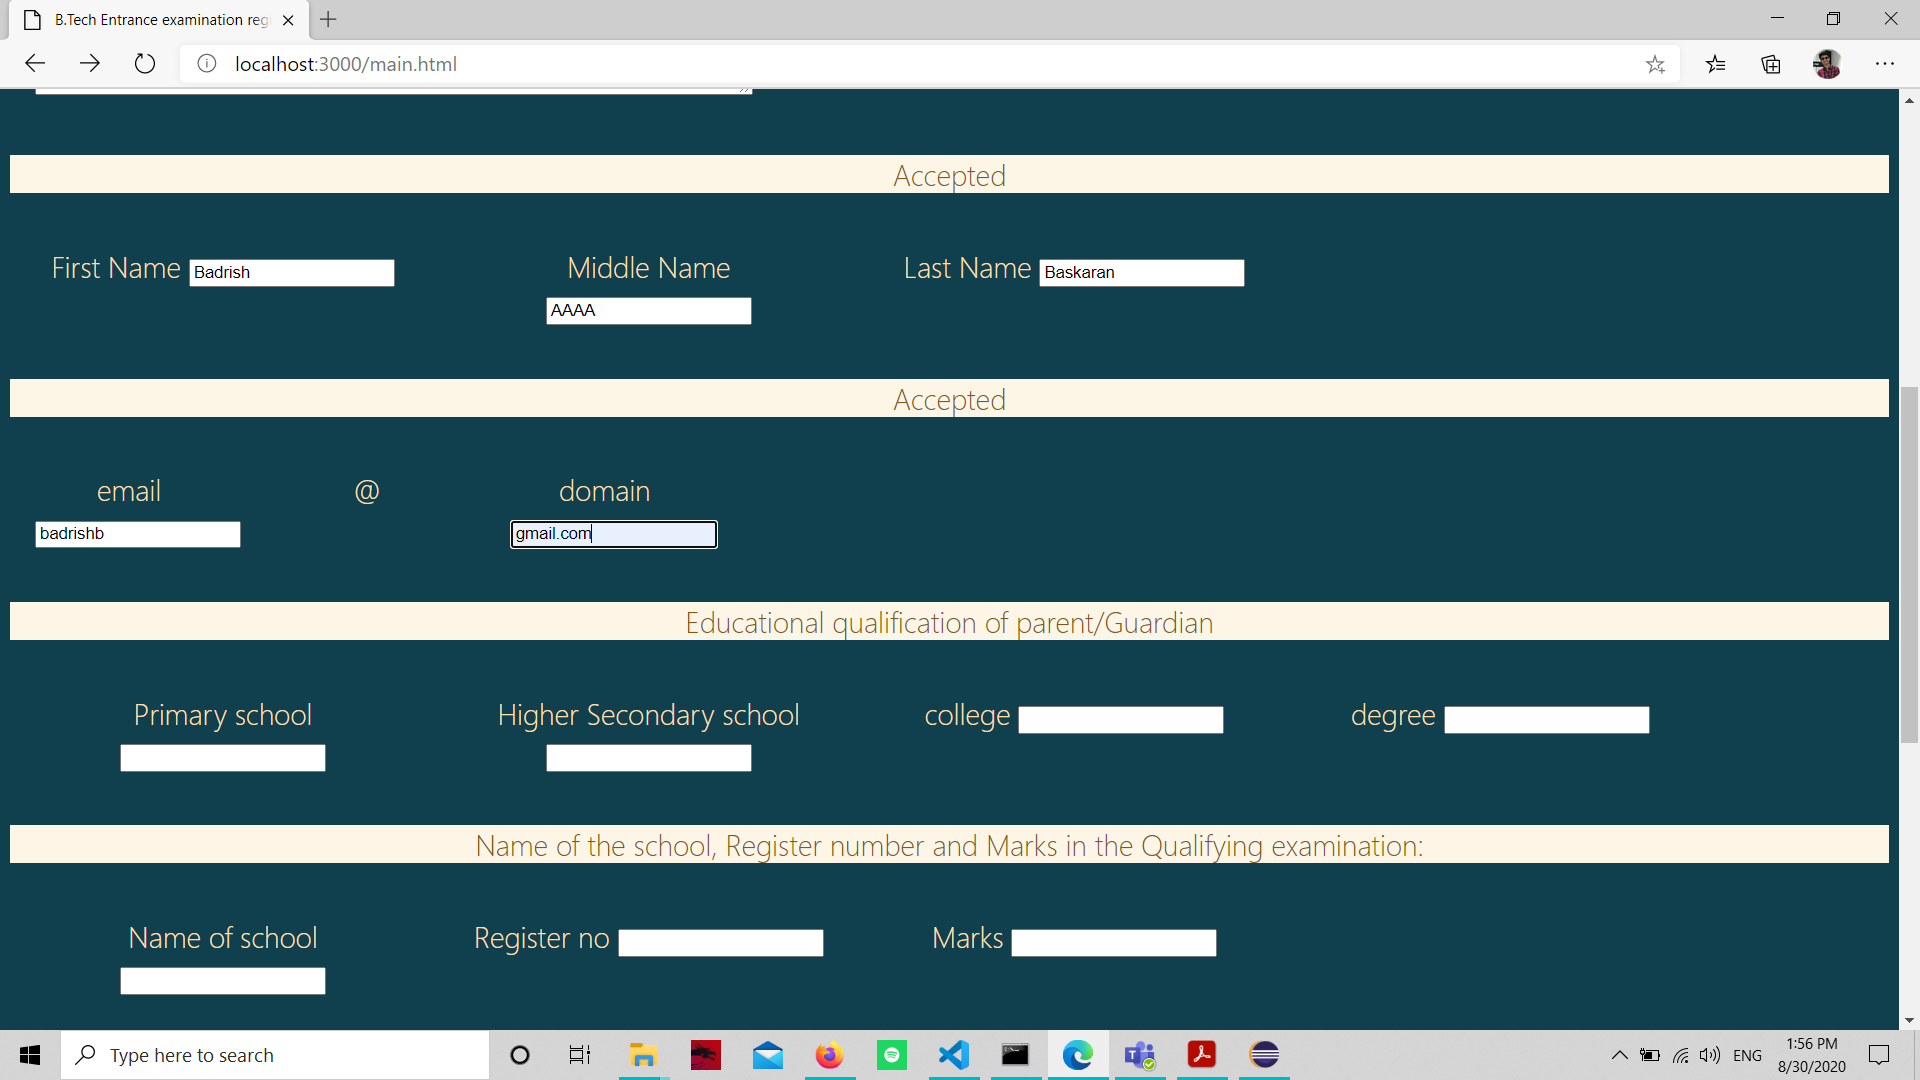 B.Tech Entrance examination reg
localhost:3000/main.html
Accepted
First Name Badrish Middle Name Last Name Baskaran
AAAA
Accepted
email @ domain
badrishb gmail.com
Educational qualification of parent/Guardian
Primary school Higher Secondary school college degree
Name of the school, Register number and Marks in the Qualifying examination:
Name of school Register no Marks
Type here to search
ENG
1:56 PM
8/30/2020